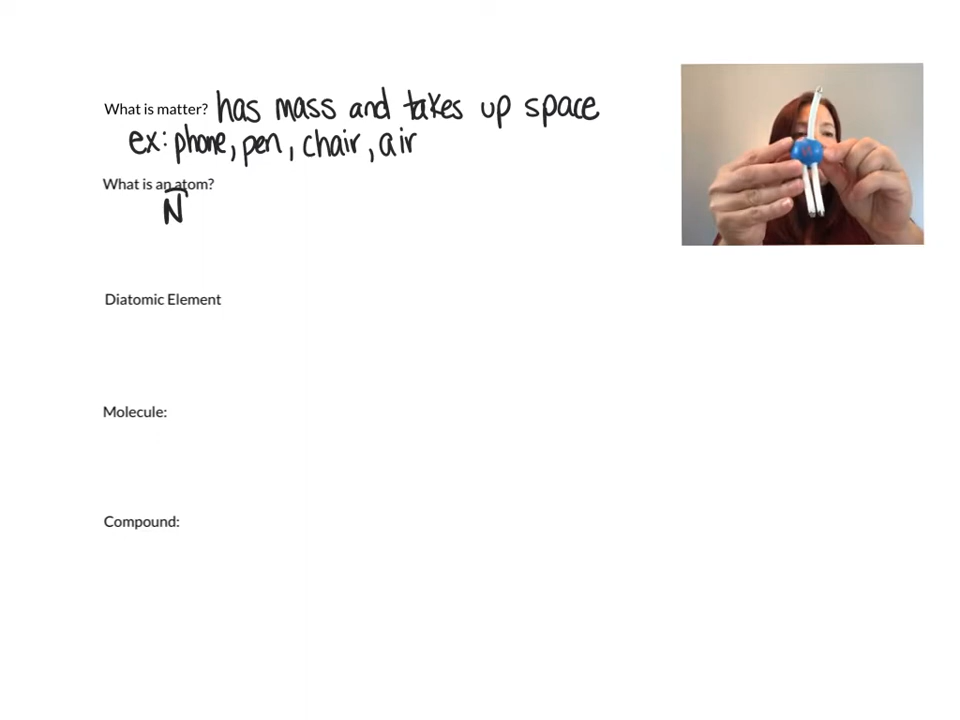 What is matter? has mass and takes up space
ex: phone, pen, chair, air
What is an atom?
N
Diatomic Element
Molecule:
Compound: